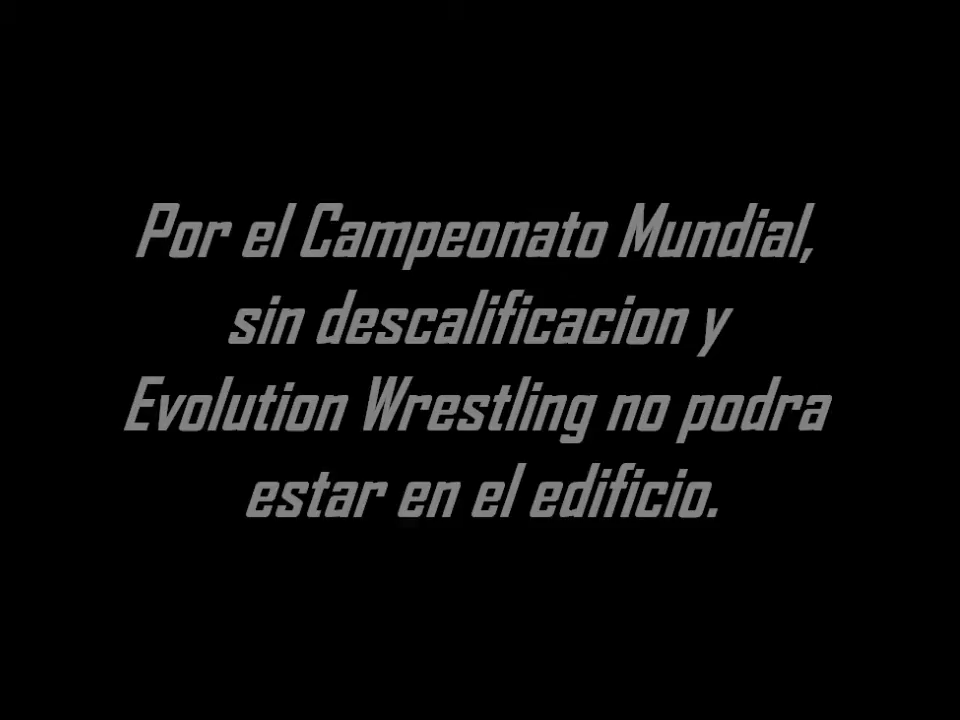 Por el Campeonato Mundial,
sin descalificacion y
Evolution Wrestling no podra
estar en el edificio.